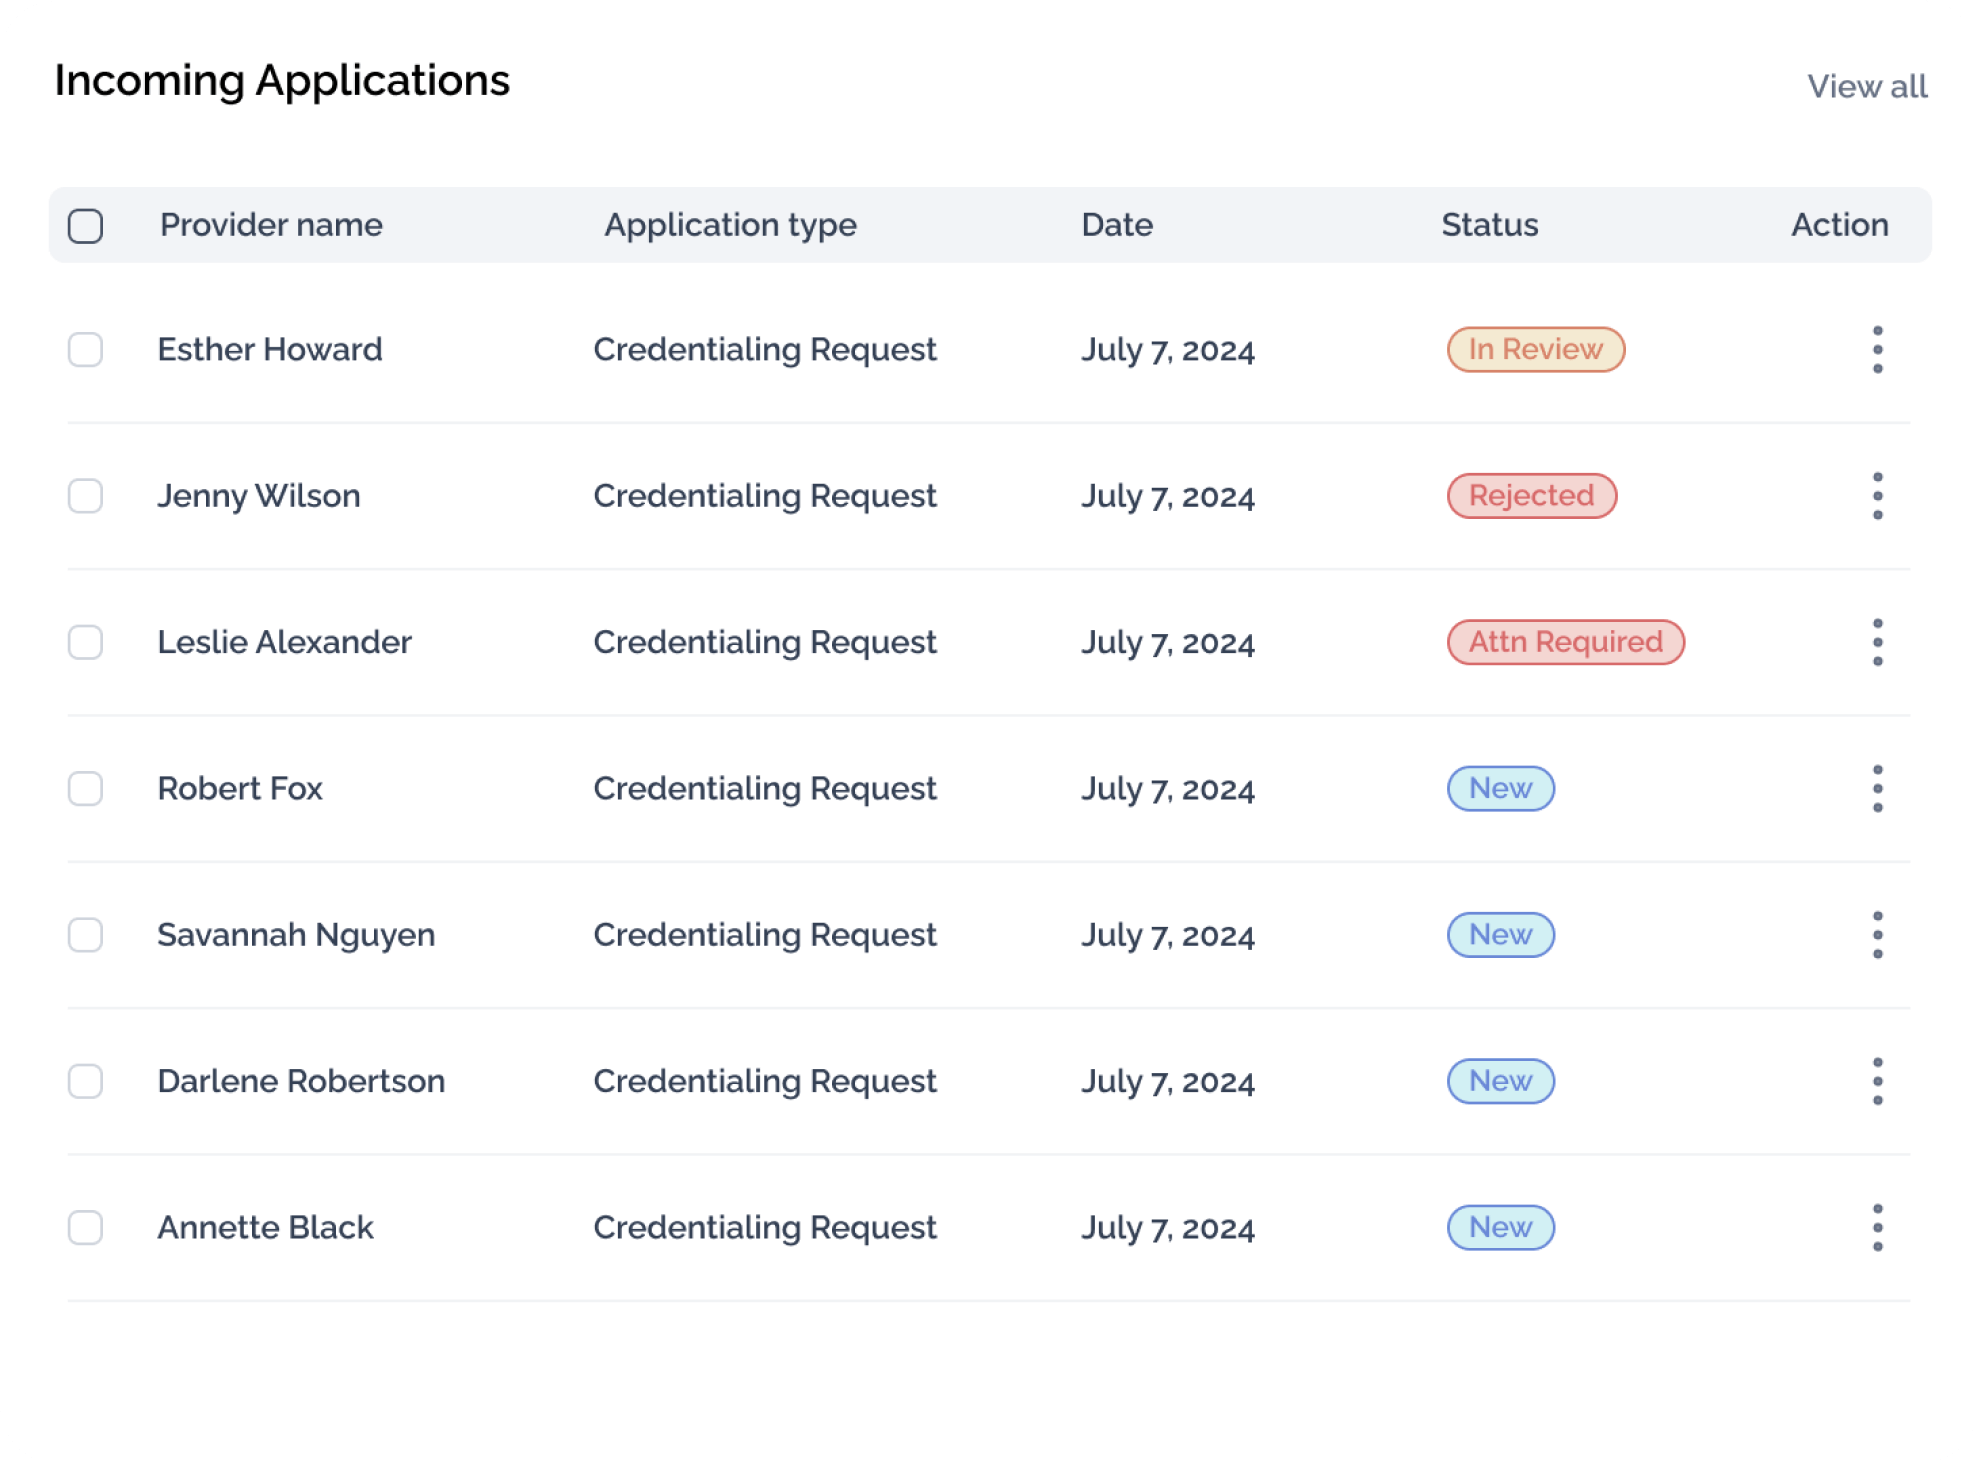 Incoming Applications
View all
Provider name Application type Date Status Action
Esther Howard Credentialing Request July 7, 2024 In Review
Jenny Wilson Credentialing Request July 7, 2024 Rejected
Leslie Alexander Credentialing Request July 7, 2024 Attn Required
Robert Fox Credentialing Request July 7, 2024 New
Savannah Nguyen Credentialing Request July 7, 2024 New
Darlene Robertson Credentialing Request July 7, 2024 New
Annette Black Credentialing Request July 7, 2024 New